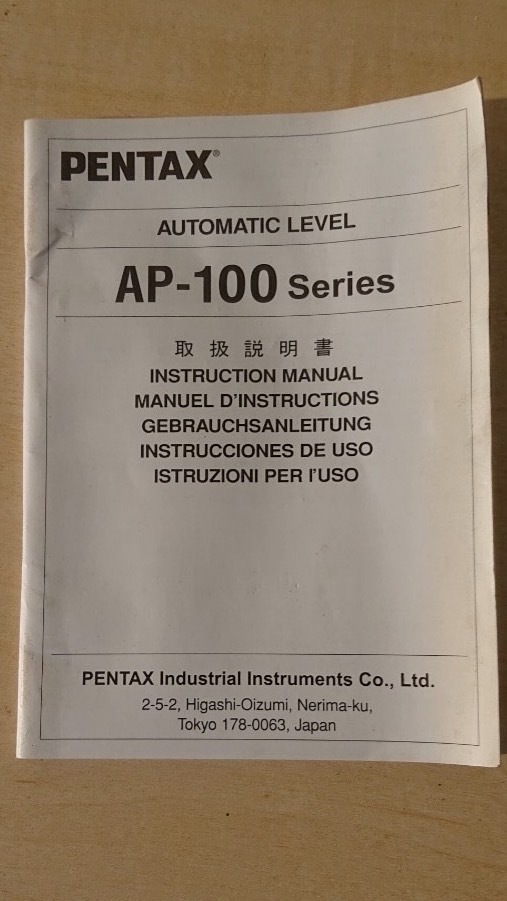 PENTAX®
AUTOMATIC LEVEL
AP-100 Series
取扱説明書
INSTRUCTION MANUAL
MANUEL D'INSTRUCTIONS
GEBRAUCHSANLEITUNG
INSTRUCCIONES DE USO
ISTRUZIONI PER I'USO
PENTAX Industrial Instruments Co., Ltd.
2-5-2, Higashi-Oizumi, Nerima-ku,
Tokyo 178-0063, Japan